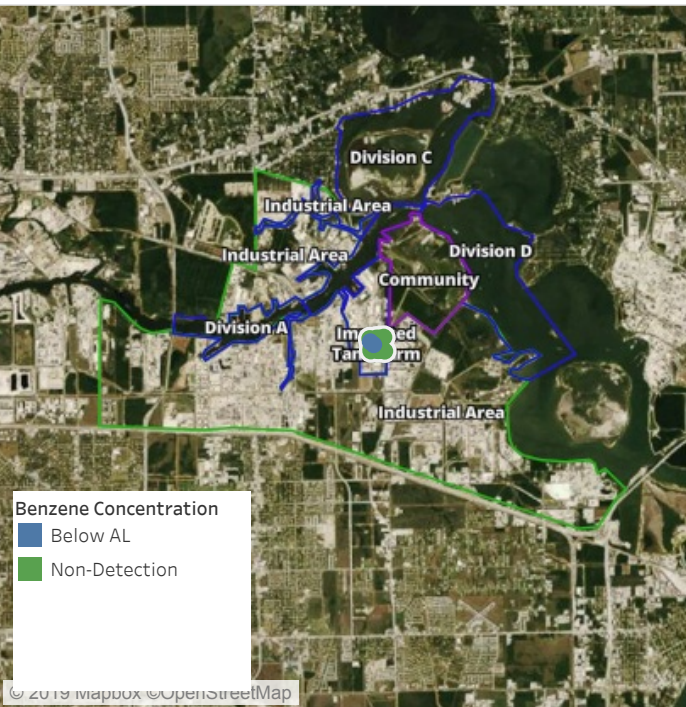 Division C
Industrial Area
Industrial Area
Division D
Community
Division A
Industrial Area
Benzene Concentration
Below AL
Non-Detection
© 2019 Mapbox ©OpenStreetMap